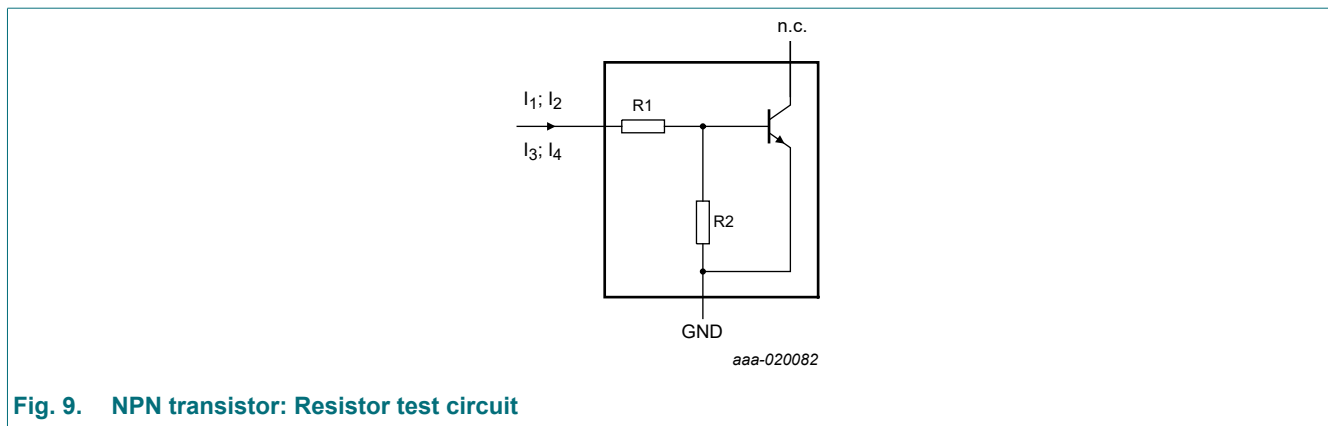 n.c.
I1; I2
R1
I3; I4
R2
GND
aaa-020082
Fig. 9. NPN transistor: Resistor test circuit